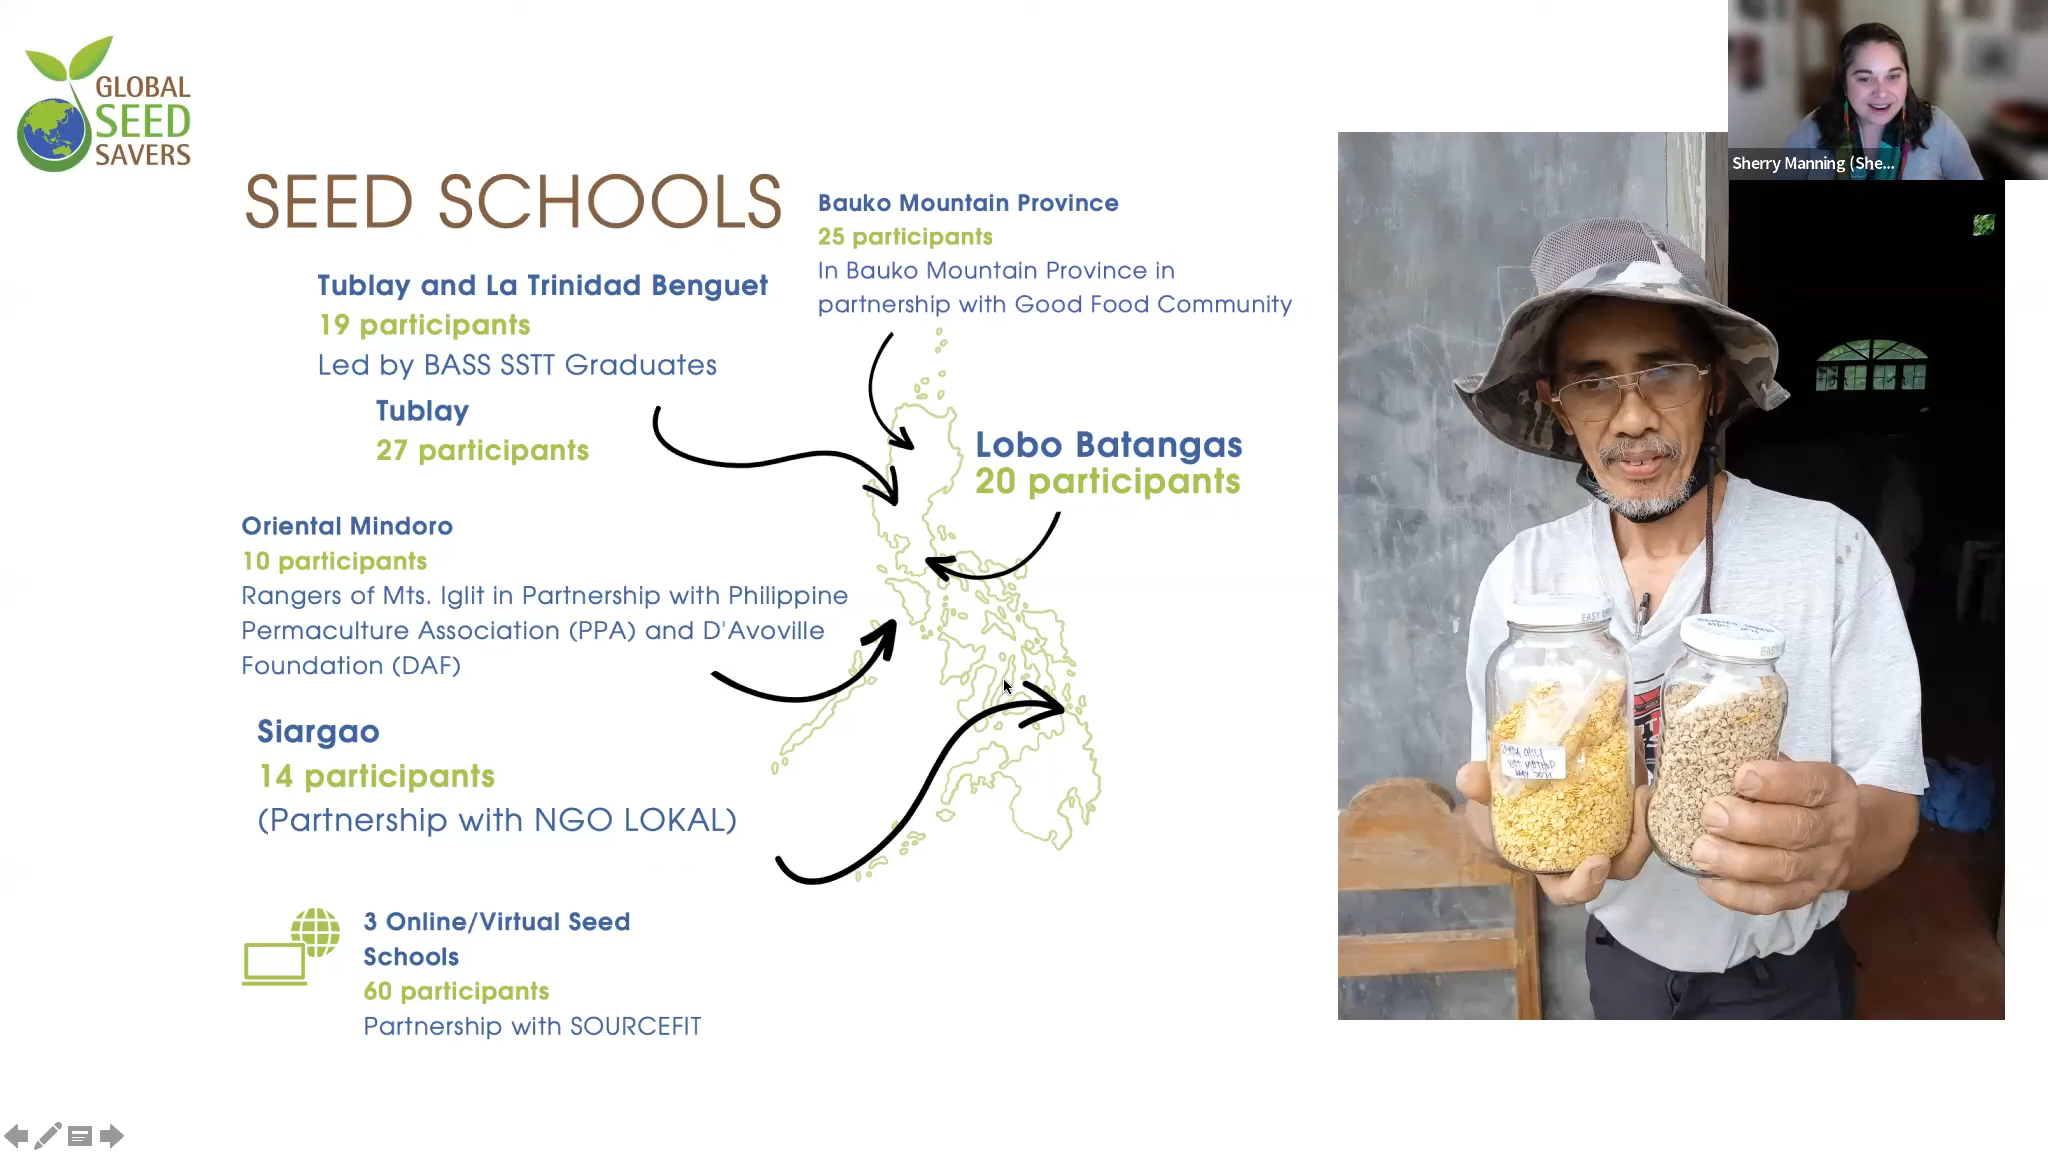 GLOBAL
SEED
SAVERS
SEED SCHOOLS
Tublay and La Trinidad Benguet
19 participants
Led by BASS SSTT Graduates
Tublay
27 participants
Bauko Mountain Province
25 participants
In Bauko Mountain Province in
partnership with Good Food Community
Lobo Batangas
20 participants
Oriental Mindoro
10 participants
Rangers of Mts. Iglit in Partnership with Philippine
Permaculture Association (PPA) and D'Avoville
Foundation (DAF)
Siargao
14 participants
(Partnership with NGO LOKAL)
3 Online/Virtual Seed
Schools
60 participants
Partnership with SOURCEFIT
Sherry Manning (She...
EASY